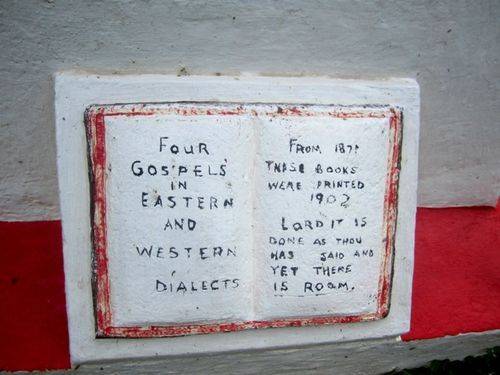 FOUR
GOSPELS
IN
EASTERN
AND
WESTERN
DIALECTS
FROM 1871
THESE BOOKS
WERE PRINTED
1902
LORD IT IS
DONE AS THOU
HAS SAID AND
YET THERE
IS ROOM.